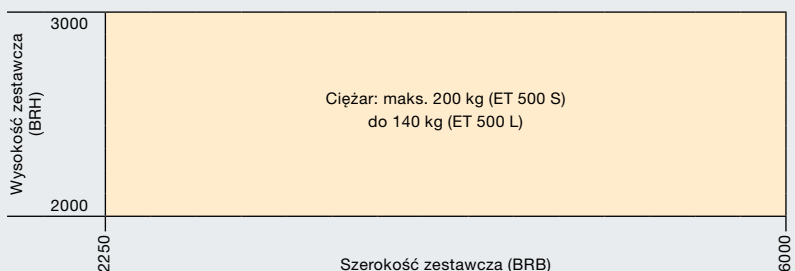 3000
Wysokość zestawcza
(BRH)
Ciężar: maks. 200 kg (ET 500 S)
do 140 kg (ET 500 L)
2000
2250
Szerokość zestawcza (BRB)
6000